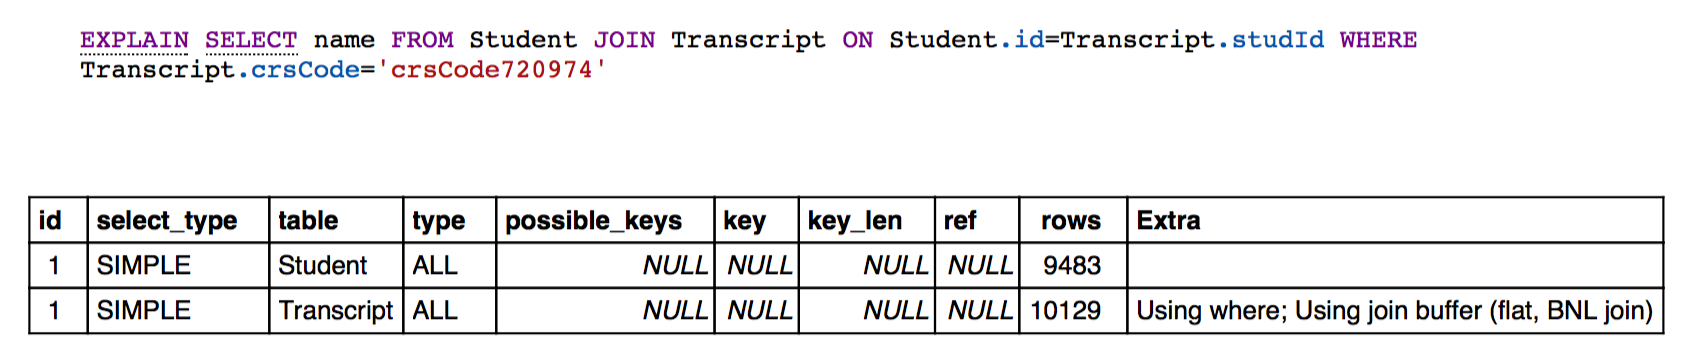 EXPLAIN SELECT name FROM Student JOIN Transcript ON Student.id=Transcript.studId WHERE
Transcript.crsCode='crsCode720974'
id select_type table type possible_keys key key_len ref rows Extra
1 SIMPLE Student ALL NULL NULL NULL NULL 9483
1 SIMPLE Transcript ALL NULL NULL NULL NULL 10129 Using where; Using join buffer (flat, BNL join)